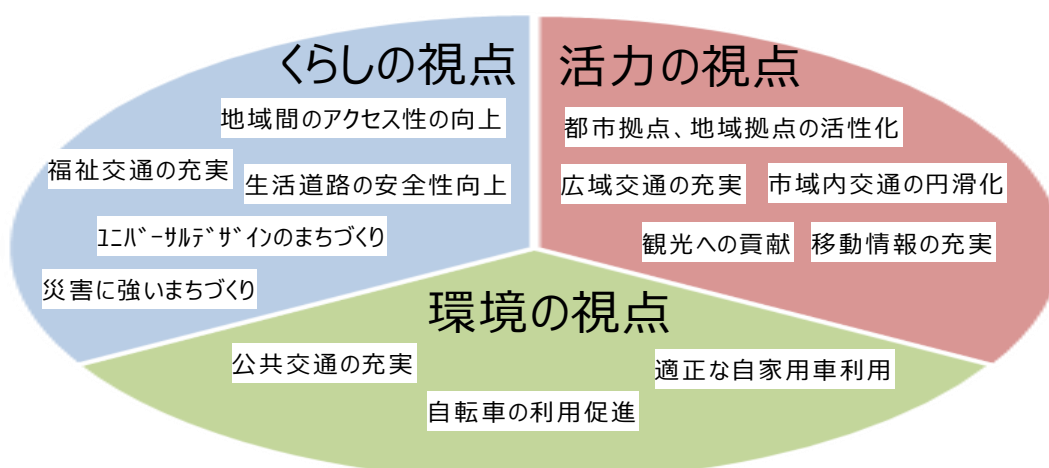 くらしの視点
地域間のアクセス性の向上
福祉交通の充実
生活道路の安全性向上
ﾕﾆﾊﾞｰｻﾙﾃﾞｻﾞｲﾝのまちづくり
災害に強いまちづくり
活力の視点
都市拠点、地域拠点の活性化
広域交通の充実
市域内交通の円滑化
観光への貢献
移動情報の充実
環境の視点
公共交通の充実
適正な自家用車利用
自転車の利用促進